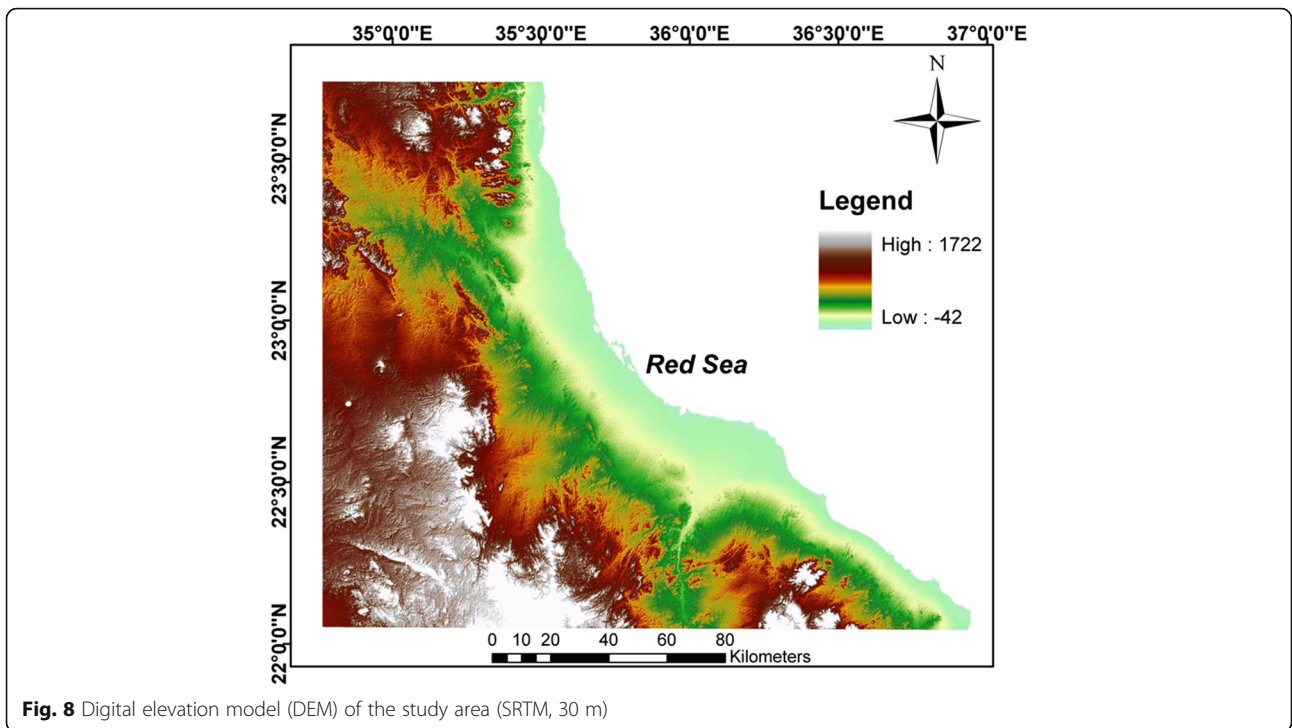 35°0'0"E 35°30'0"E 36°0'0"E 36°30'0"E 37°0'0"E
N
23°30'0"N
23°0'0"N
22°30'0"N
22°0'0"N
Legend
High : 1722
Low : -42
Red Sea
0 10 20 40 60 80
Kilometers
Fig. 8 Digital elevation model (DEM) of the study area (SRTM, 30 m)